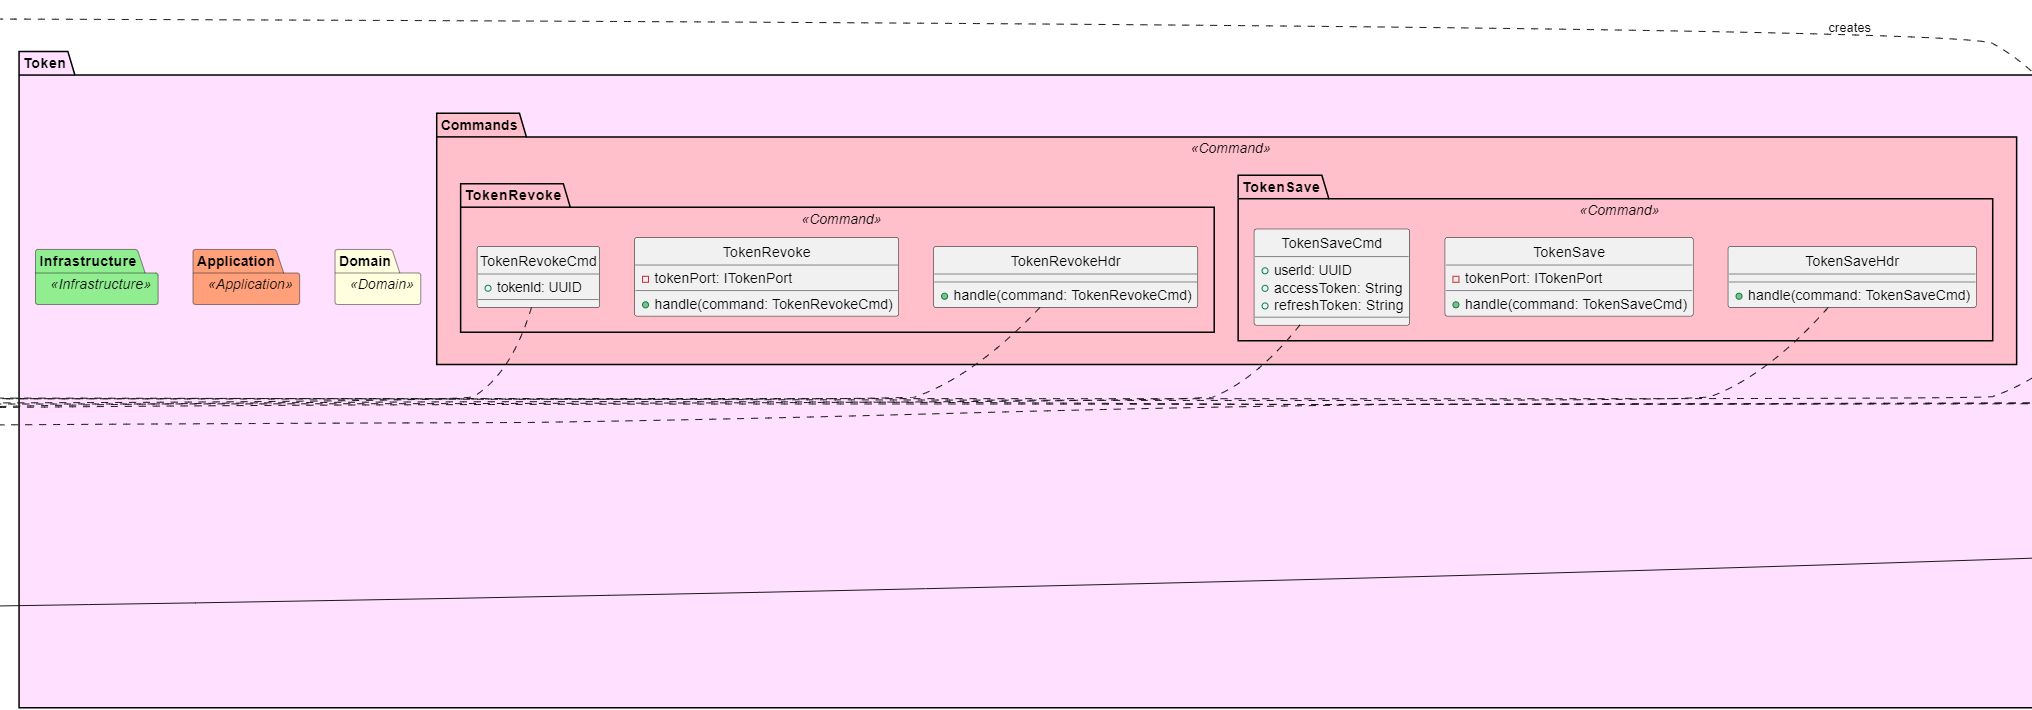 creates
Token
Commands
«Command»
TokenRevoke
«Command»
TokenRevokeCmd
tokenId: UUID
TokenRevoke
tokenPort: ITokenPort
handle(command: TokenRevokeCmd)
TokenRevokeHdr
handle(command: TokenRevokeCmd)
TokenSave
«Command»
TokenSaveCmd
userId: UUID
accessToken: String
refreshToken: String
TokenSave
tokenPort: ITokenPort
handle(command: TokenSaveCmd)
TokenSaveHdr
handle(command: TokenSaveCmd)
Infrastructure
«Infrastructure»
Application
«Application»
Domain
«Domain»